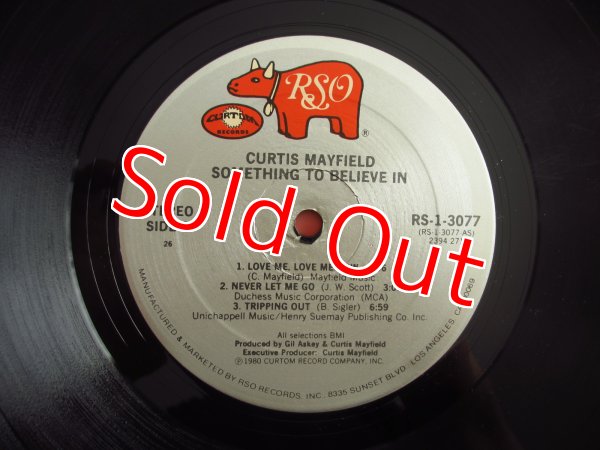 RSO
®
CURTOM
RECORDS
CURTIS MAYFIELD
SOMETHING TO BELIEVE IN
Sold Out
RS-1-3077
(RS-1-3077-AS)
2394 27
26
1. LOVE ME, LOVE ME
(C. Mayfield) Mayfield Music
2. NEVER LET ME GO (J. W. Scott)
Duchess Music Corporation (MCA)
3. TRIPPING OUT (B. Sigler) 6:59
Unichappell Music/Henry Suemay Publishing Co. Inc.
All selections BMI
Produced by Gil Askey & Curtis Mayfield
Executive Producer: Curtis Mayfield
Ⓟ1980 CURTOM RECORD COMPANY, INC.
MANUFACTURED & MARKETED BY RSO RECORDS, INC. 8335 SUNSET BLVD. LOS ANGELES, CA. 90069